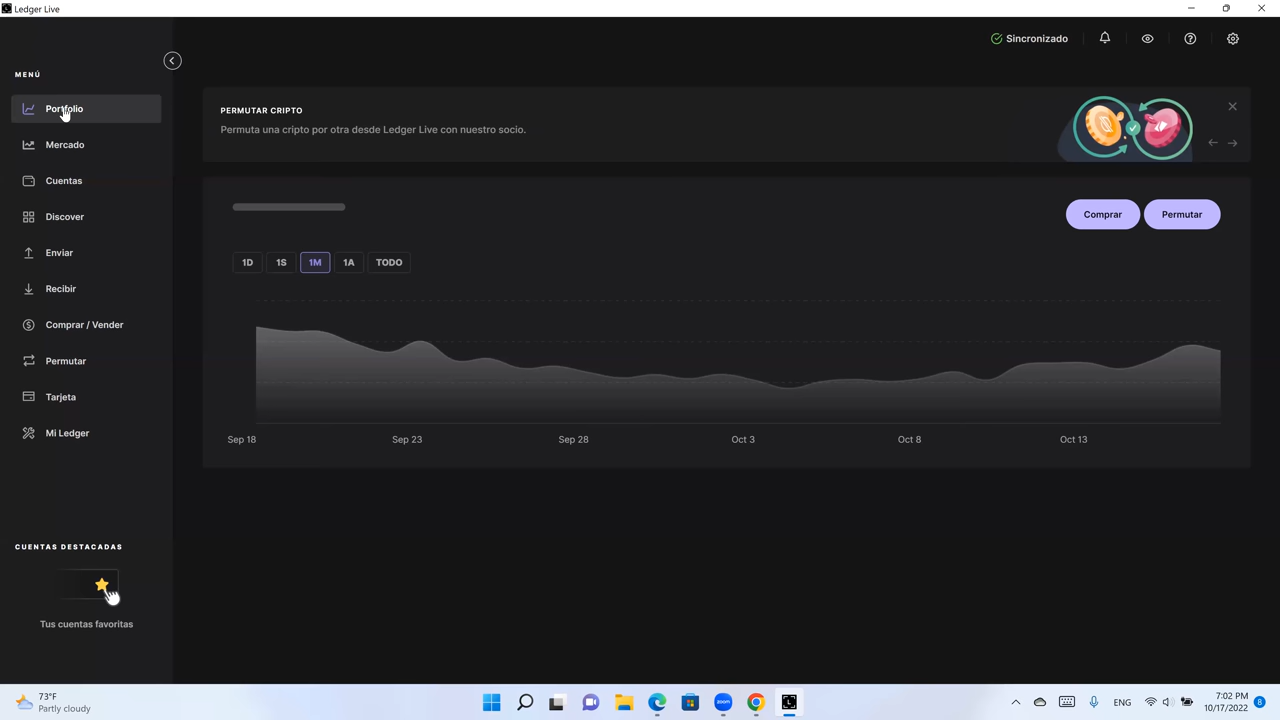 Ledger Live
Sincronizado
MENÚ
Portfolio
Mercado
Cuentas
Discover
Enviar
Recibir
Comprar / Vender
Permutar
Tarjeta
Mi Ledger
CUENTAS DESTACADAS
Tus cuentas favoritas
PERMUTAR CRIPTO
Permuta una cripto por otra desde Ledger Live con nuestro socio.
Comprar
Permutar
1D
1S
1M
1A
TODO
Sep 18
Sep 23
Sep 28
Oct 3
Oct 8
Oct 13
73°F
Partly cloudy
zoom
ENG
7:02 PM
10/17/2022
8